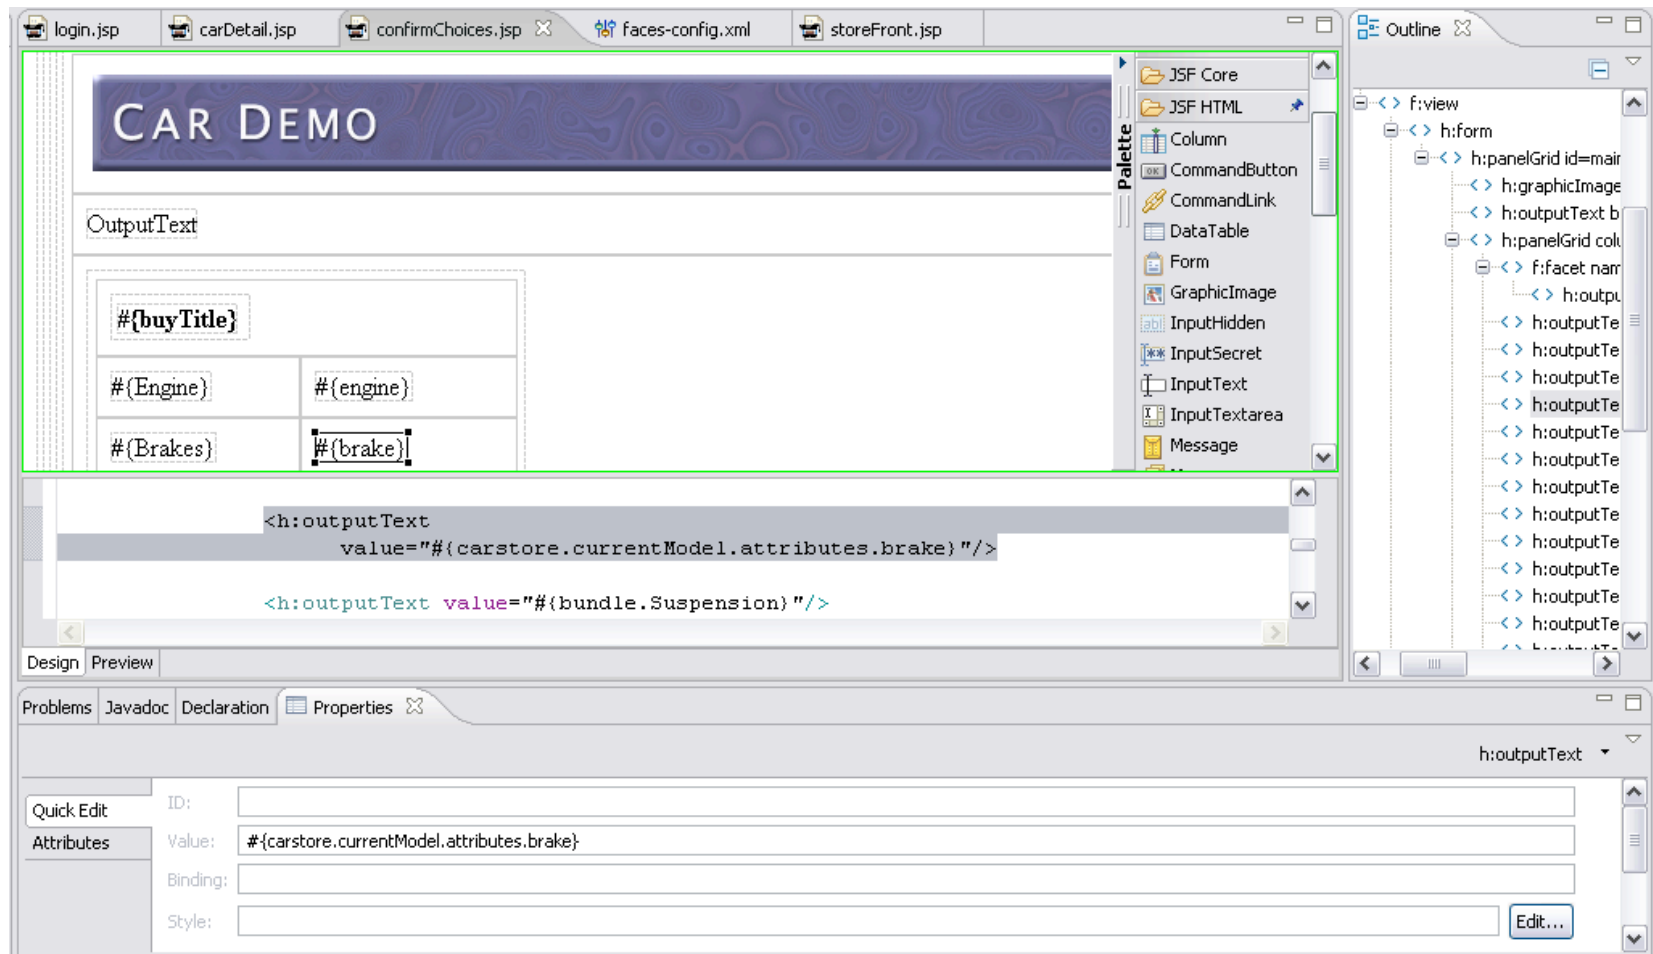 login.jsp carDetail.jsp confirmChoices.jsp faces-config.xml storeFront.jsp
CAR DEMO
OutputText
#{buyTitle}
#{Engine} #{engine}
#{Brakes} #{brake}
Palette
JSF Core
JSF HTML
Column
CommandButton
CommandLink
DataTable
Form
GraphicImage
InputHidden
InputSecret
InputText
InputTextarea
Message
<h:outputText
value="#{carstore.currentModel.attributes.brake}"/>
<h:outputText value="#{bundle.Suspension}"/>
Design Preview
Outline
f:view
h:form
h:panelGrid id=main
h:graphicImage
h:outputText b
h:panelGrid colu
f:facet nam
h:outpu
h:outputTe
h:outputTe
h:outputTe
h:outputTe
h:outputTe
h:outputTe
h:outputTe
h:outputTe
h:outputTe
h:outputTe
h:outputTe
h:outputTe
Problems Javadoc Declaration Properties
h:outputText
Quick Edit
Attributes
ID:
Value: #{carstore.currentModel.attributes.brake}
Binding:
Style: Edit...